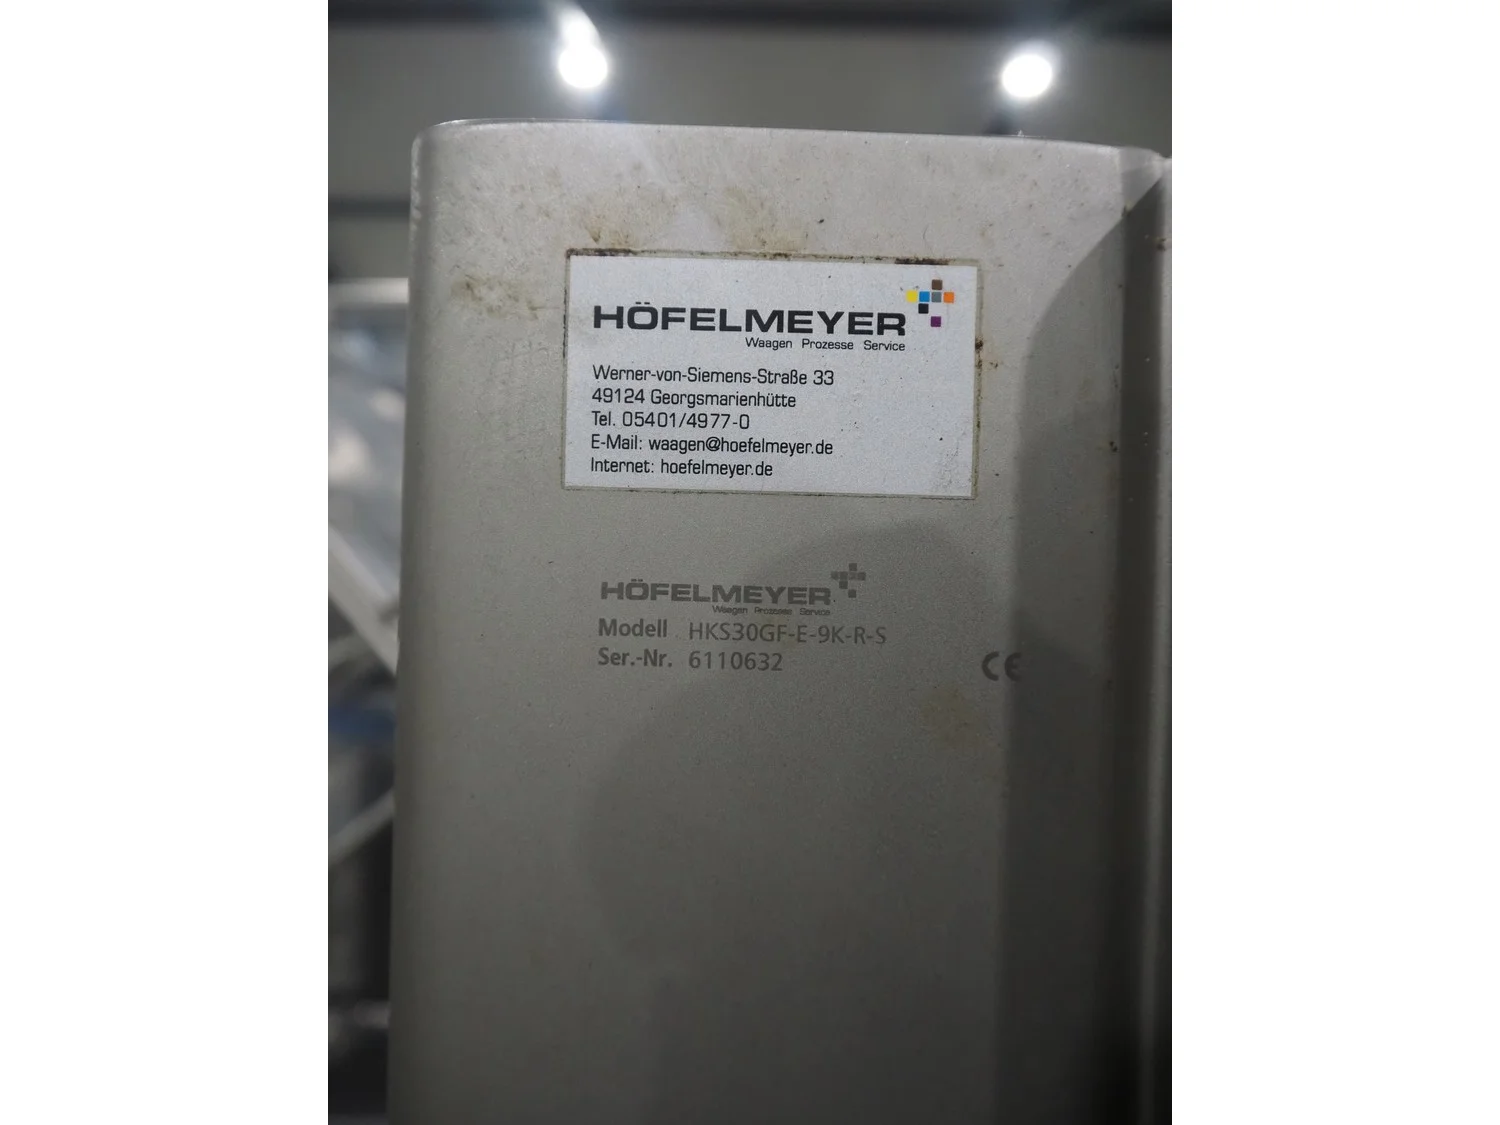 HÖFELMEYER
Waagen Prozesse Service
Werner-von-Siemens-Straße 33
49124 Georgsmarienhütte
Tel. 05401/4977-0
E-Mail: waagen@hoefelmeyer.de
Internet: hoefelmeyer.de
HÖFELMEYER
Waagen Prozesse Service
Modell HKS30GF-E-9K-R-S
Ser.-Nr. 6110632
CE